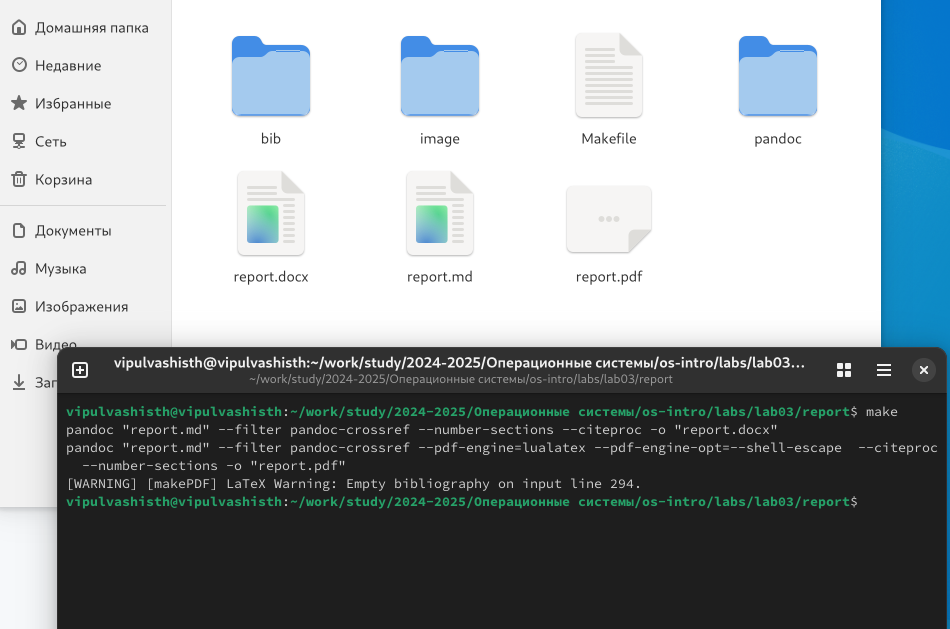 Домашняя папка
Недавние
Избранные
Сеть
Корзина
Документы
Музыка
Изображения
Видео
bib
image
Makefile
pandoc
report.docx
report.md
report.pdf
vipulvashisth@vipulvashisth:~/work/study/2024-2025/Операционные системы/os-intro/labs/lab03...
~/work/study/2024-2025/Операционные системы/os-intro/labs/lab03/report
vipulvashisth@vipulvashisth:~/work/study/2024-2025/Операционные системы/os-intro/labs/lab03/report$ make
pandoc "report.md" --filter pandoc-crossref --number-sections --citeproc -o "report.docx"
pandoc "report.md" --filter pandoc-crossref --pdf-engine=lualatex --pdf-engine-opt=--shell-escape  --citeproc
--number-sections -o "report.pdf"
[WARNING] [makePDF] LaTeX Warning: Empty bibliography on input line 294.
vipulvashisth@vipulvashisth:~/work/study/2024-2025/Операционные системы/os-intro/labs/lab03/report$